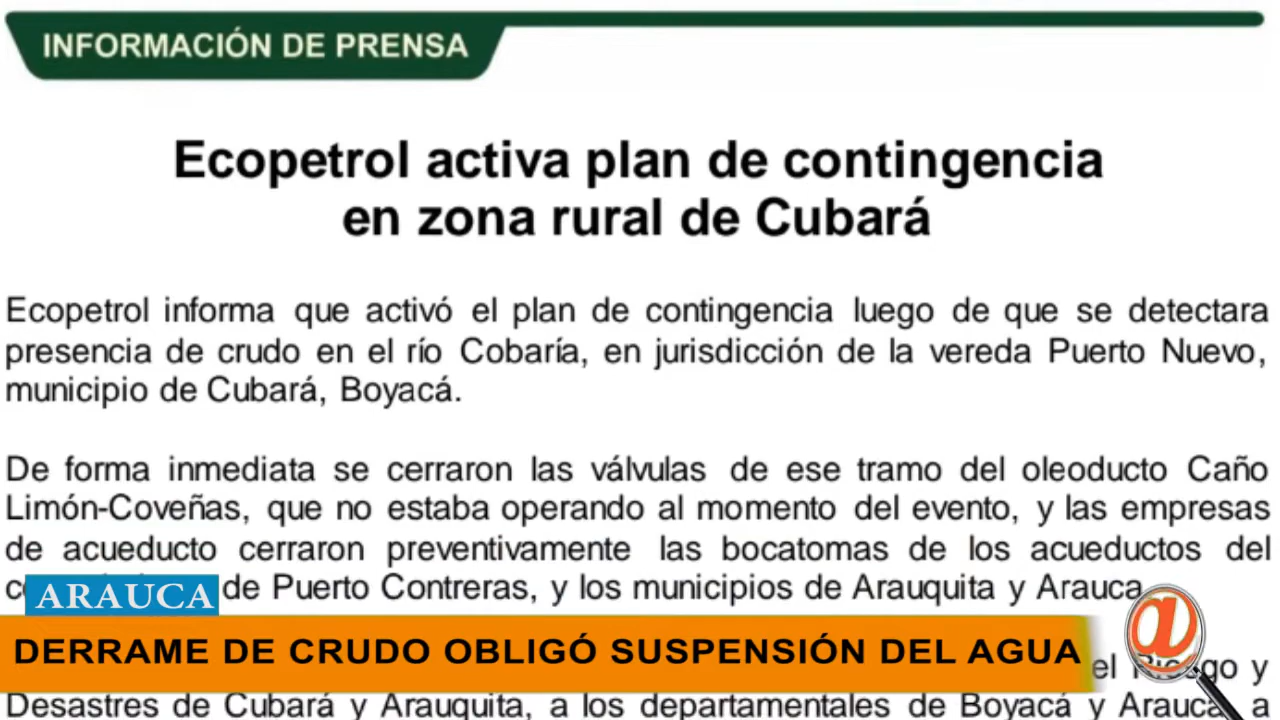 INFORMACIÓN DE PRENSA
Ecopetrol activa plan de contingencia
en zona rural de Cubará
Ecopetrol informa que activó el plan de contingencia luego de que se detectara
presencia de crudo en el río Cobaría, en jurisdicción de la vereda Puerto Nuevo,
municipio de Cubará, Boyacá.
De forma inmediata se cerraron las válvulas de ese tramo del oleoducto Caño
Limón-Coveñas, que no estaba operando al momento del evento, y las empresas
de acueducto cerraron preventivamente las bocatomas de los acueductos del
de Puerto Contreras, y los municipios de Arauquita y Arauca
ARAUCA
DERRAME DE CRUDO OBLIGÓ SUSPENSIÓN DEL AGUA
el Riesgo y
Desastres de Cubará y Arauquita, a los departamentales de Boyacá y Arauca, a